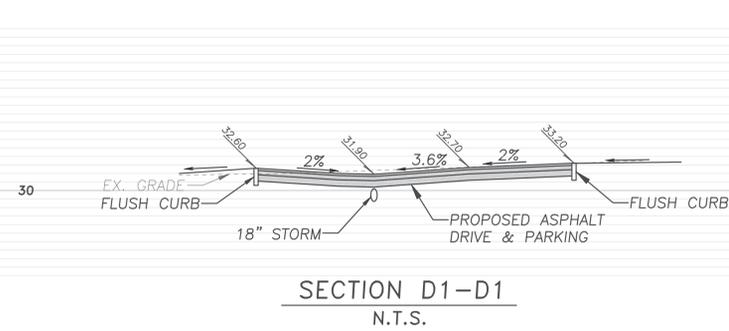 32.60
31.90
32.70
33.20
2%
3.6%
2%
30
EX. GRADE
FLUSH CURB
FLUSH CURB
18" STORM
PROPOSED ASPHALT
DRIVE & PARKING
SECTION D1-D1
N.T.S.